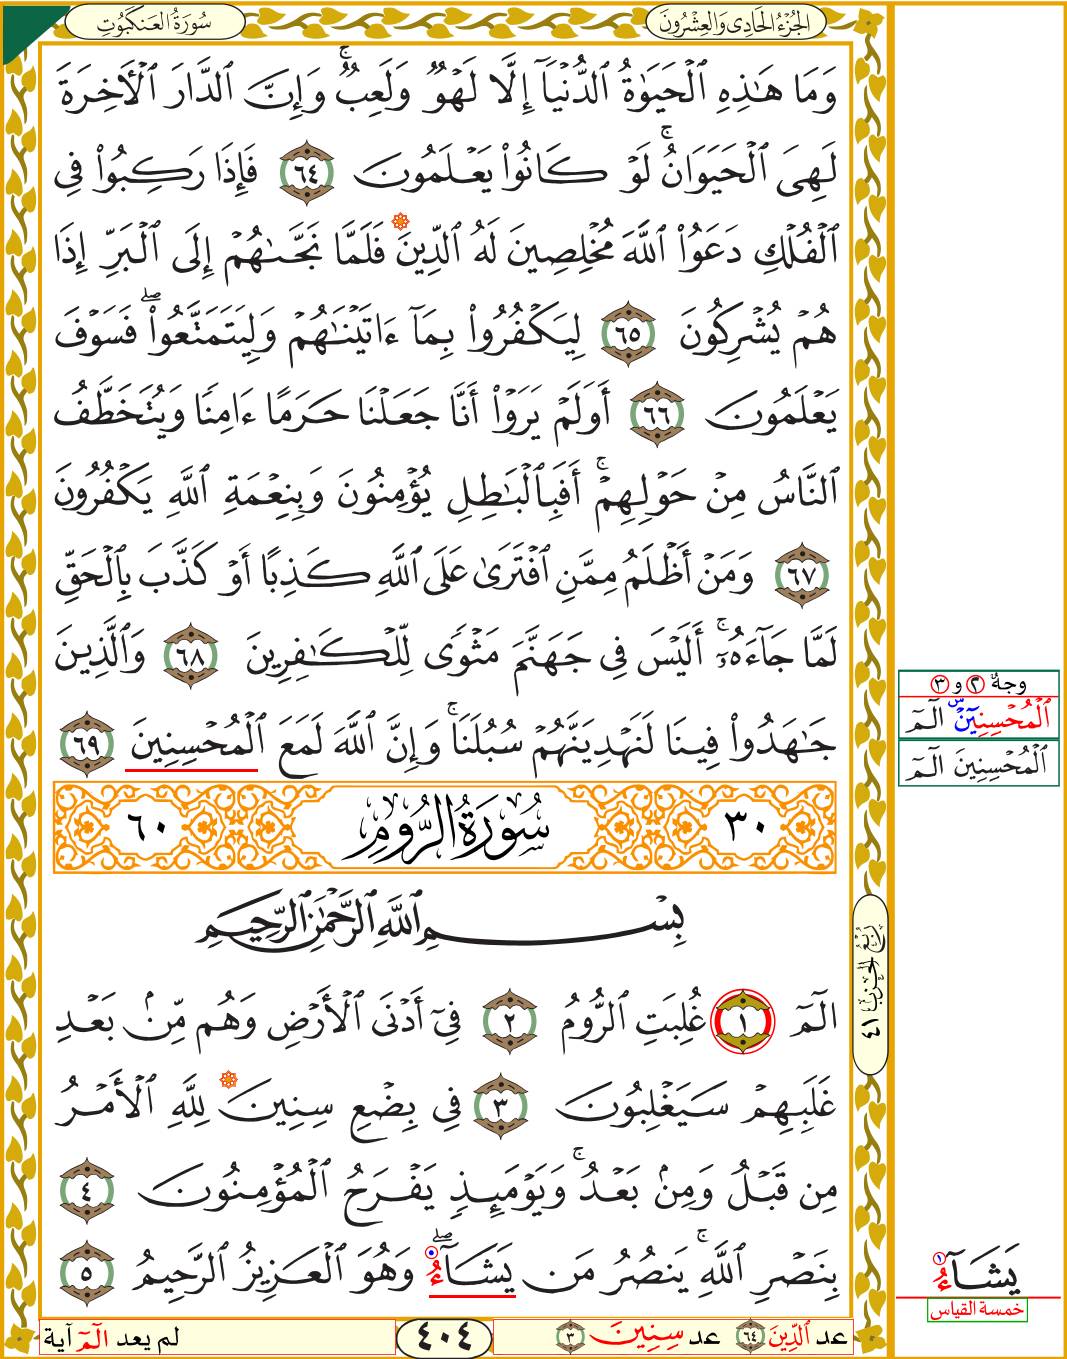 سُورَةُ العَنكَبُوتِ
الجُزْءُ الحَادِى وَالعِشْرُونَ
وَمَا هَٰذِهِ ٱلْحَيَوٰةُ ٱلدُّنْيَآ إِلَّا لَهْوٌ وَلَعِبٌ ۚ وَإِنَّ ٱلدَّارَ ٱلْأَخِرَةَ
لَهِىَ ٱلْحَيَوَانُ ۚ لَوْ كَانُوا۟ يَعْلَمُونَ ٦٤ فَإِذَا رَكِبُوا۟ فِى
ٱلْفُلْكِ دَعَوُا۟ ٱللَّهَ مُخْلِصِينَ لَهُ ٱلدِّينَ فَلَمَّا نَجَّىٰهُمْ إِلَى ٱلْبَرِّ إِذَا
هُمْ يُشْرِكُونَ ٦٥ لِيَكْفُرُوا۟ بِمَآ ءَاتَيْنَٰهُمْ وَلِيَتَمَتَّعُوا۟ ۖ فَسَوْفَ
يَعْلَمُونَ ٦٦ أَوَلَمْ يَرَوْا۟ أَنَّا جَعَلْنَا حَرَمًا ءَامِنًا وَيُتَخَطَّفُ
ٱلنَّاسُ مِنْ حَوْلِهِمْ ۚ أَفَبِٱلْبَٰطِلِ يُؤْمِنُونَ وَبِنِعْمَةِ ٱللَّهِ يَكْفُرُونَ
٦٧ وَمَنْ أَظْلَمُ مِمَّنِ ٱفْتَرَىٰ عَلَى ٱللَّهِ كَذِبًا أَوْ كَذَّبَ بِٱلْحَقِّ
لَمَّا جَآءَهُۥٓ ۚ أَلَيْسَ فِى جَهَنَّمَ مَثْوًى لِّلْكَٰفِرِينَ ٦٨ وَٱلَّذِينَ
جَٰهَدُوا۟ فِينَا لَنَهْدِيَنَّهُمْ سُبُلَنَا ۚ وَإِنَّ ٱللَّهَ لَمَعَ ٱلْمُحْسِنِينَ ٦٩
وجهٌ ٢ و ٣
ٱلْمُحْسِنِينَ س الٓمٓ
ٱلْمُحْسِنِينَ الٓمٓ
٣٠ سُورَةُ الرُّومِ ٦٠
بِسْمِ ٱللَّهِ ٱلرَّحْمَٰنِ ٱلرَّحِيمِ
الٓمٓ ١ غُلِبَتِ ٱلرُّومُ ٢ فِىٓ أَدْنَى ٱلْأَرْضِ وَهُم مِّنۢ بَعْدِ
غَلَبِهِمْ سَيَغْلِبُونَ ٣ فِى بِضْعِ سِنِينَ لِلَّهِ ٱلْأَمْرُ
مِن قَبْلُ وَمِنۢ بَعْدُ ۚ وَيَوْمَئِذٍ يَفْرَحُ ٱلْمُؤْمِنُونَ ٤
بِنَصْرِ ٱللَّهِ ۚ يَنصُرُ مَن يَشَآءُ ۖ وَهُوَ ٱلْعَزِيزُ ٱلرَّحِيمُ ٥
رُبْعُ الحِزْبِ ٤١
يَشَآءُ ١
خمسة القياس
عد ٱلدِّينَ ٦٤ عد سِنِينَ ٣
٤٠٤
لم يعد الٓمٓ آية